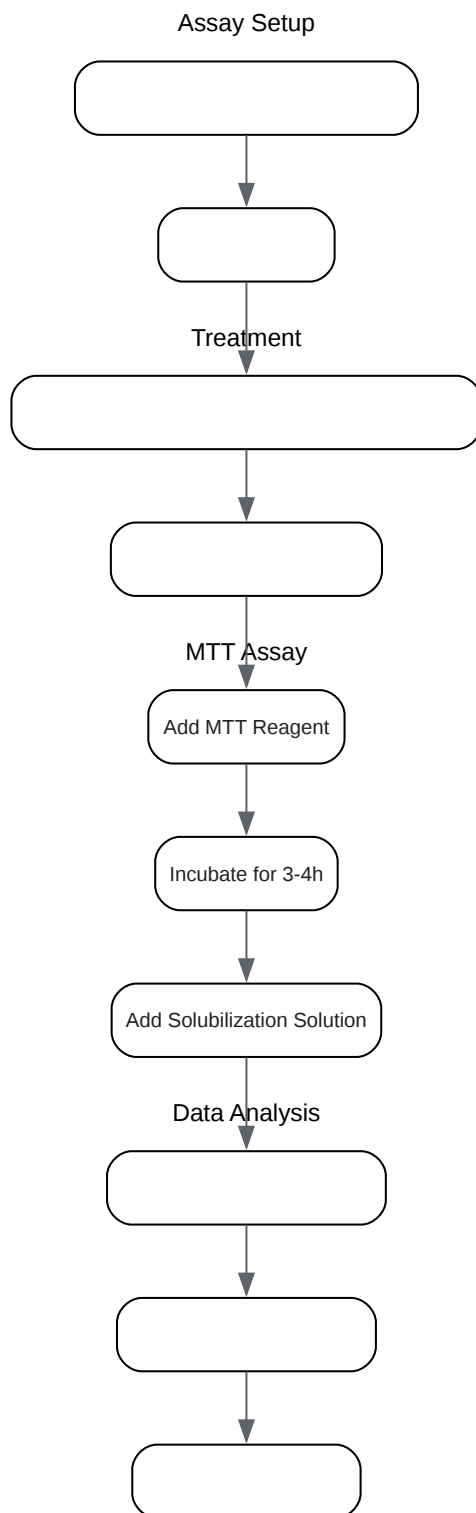 Assay Setup
Treatment
MTT Assay
Add MTT Reagent
Incubate for 3-4h
Add Solubilization Solution
Data Analysis